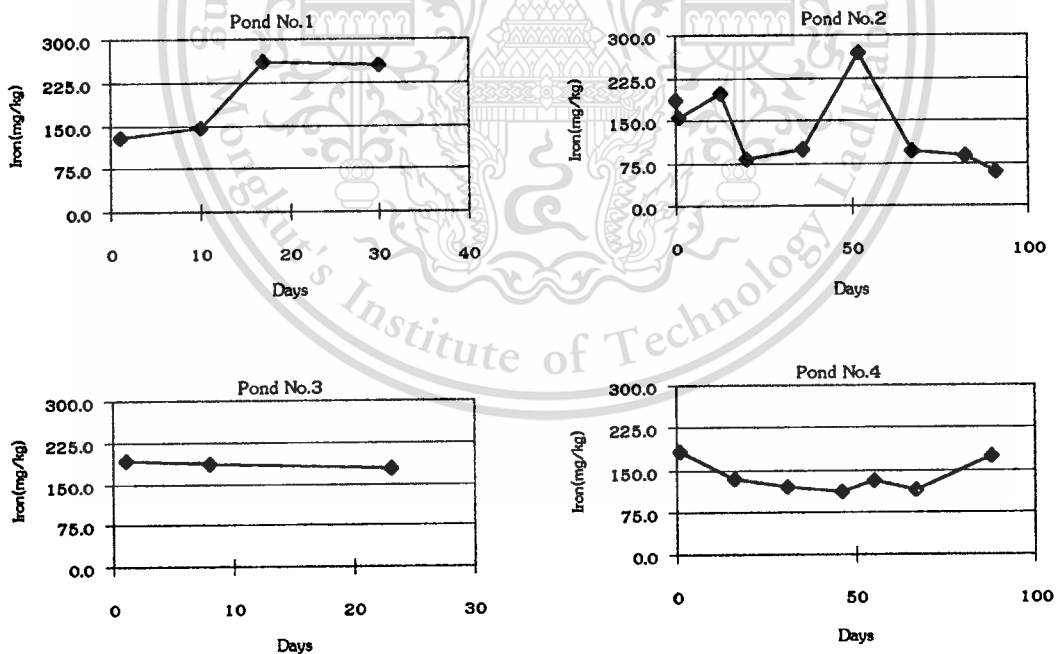 Pond No.1
300.0
225.0
150.0
75.0
0.0
Iron(mg/kg)
0 10 20 30 40
Days
Pond No.2
300.0
225.0
150.0
75.0
0.0
Iron(mg/kg)
0 50 100
Days
Pond No.3
300.0
225.0
150.0
75.0
0.0
Iron(mg/kg)
0 10 20 30
Days
Pond No.4
300.0
225.0
150.0
75.0
0.0
Iron(mg/kg)
0 50 100
Days
Mongkut's Institute of Technology Ladkraba